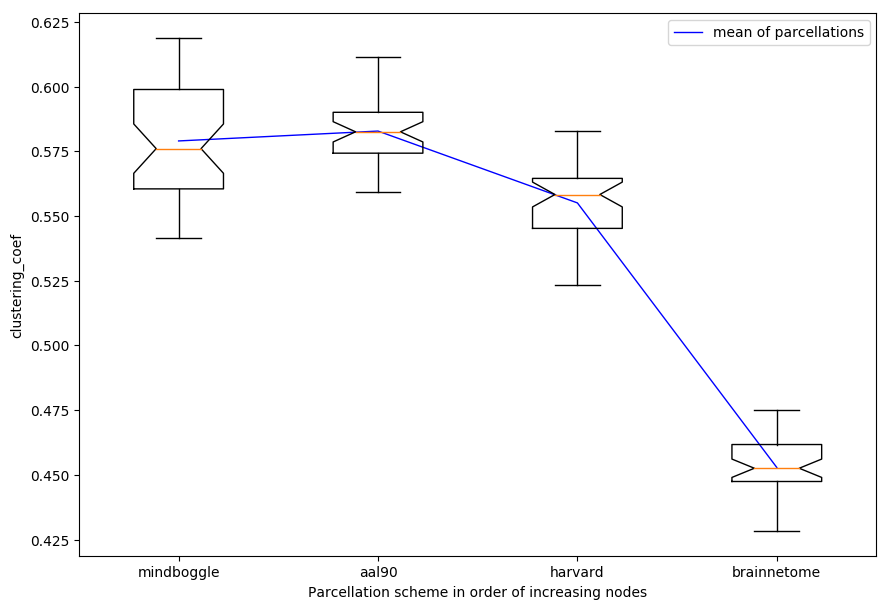 0.625
mean of parcellations
0.600
0.575
0.550
0.525
0.500
0.475
0.450
0.425
clustering_coef
mindboggle
aal90
harvard
brainnetome
Parcellation scheme in order of increasing nodes